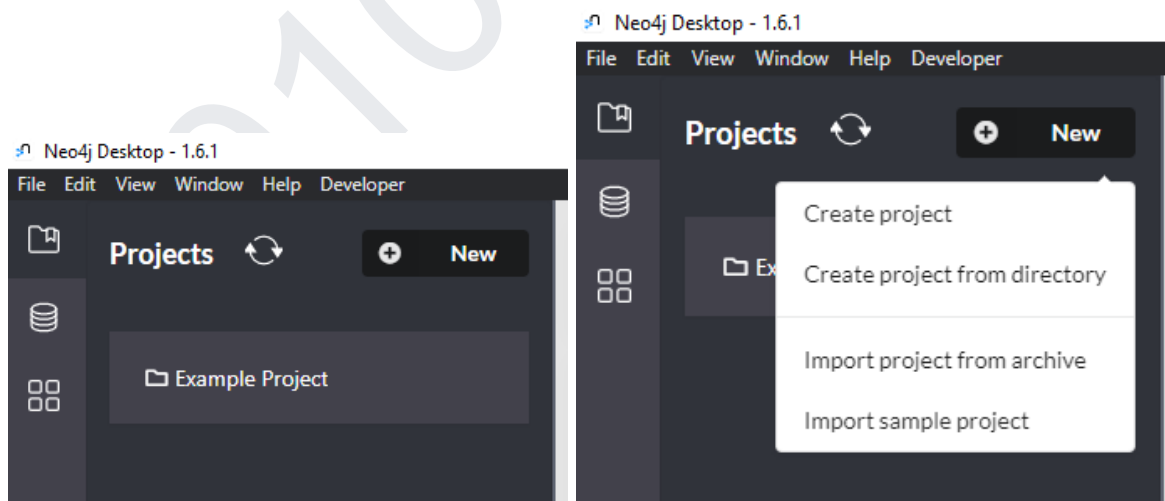 Neo4j Desktop - 1.6.1
File Edit View Window Help Developer
Projects New
Example Project
Neo4j Desktop - 1.6.1
File Edit View Window Help Developer
Projects New
Ex
Create project
Create project from directory
Import project from archive
Import sample project